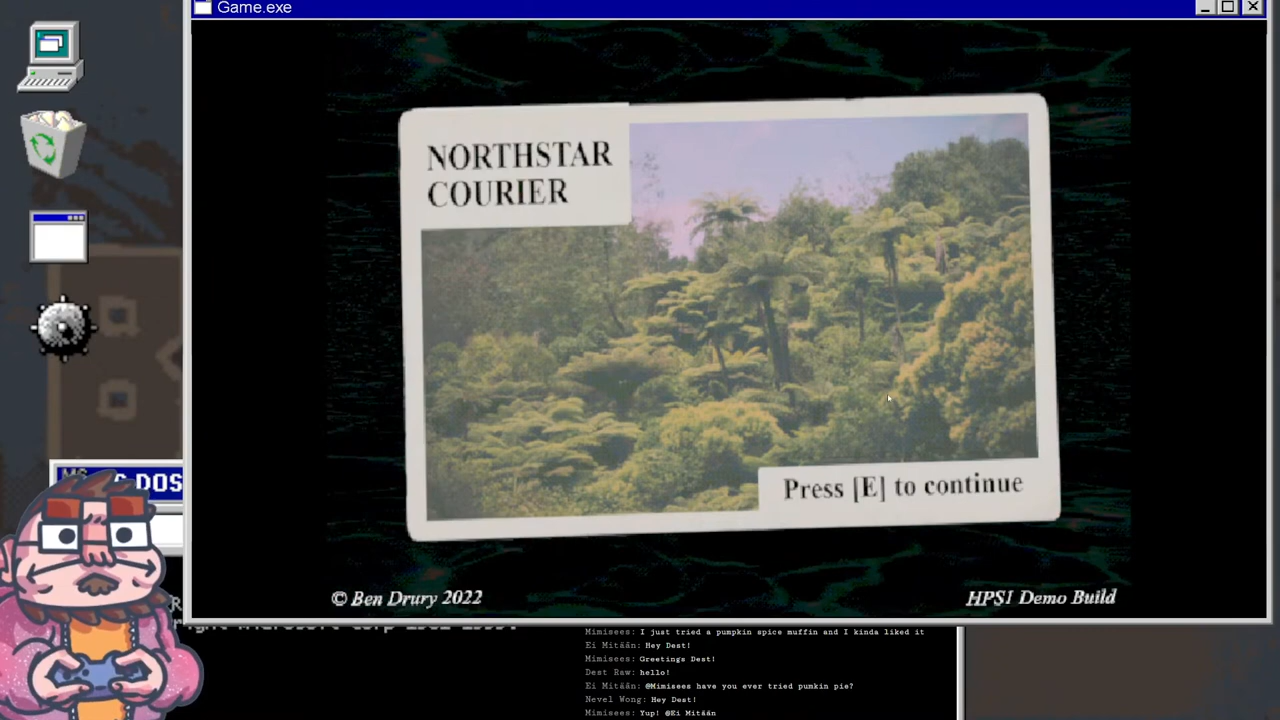 Game.exe
NORTHSTAR
COURIER
Press [E] to continue
© Ben Drury 2022
HPS1 Demo Build
DOS
Mimisees: I just tried a pumpkin spice muffin and I kinda liked it
Ei Mitään: Hey Dest!
Mimisees: Greetings Dest!
Dest Raw: hello!
Ei Mitään: @Mimisees have you ever tried pumkin pie?
Nevel Wong: Hey Dest!
Mimisees: Yup! @Ei Mitään